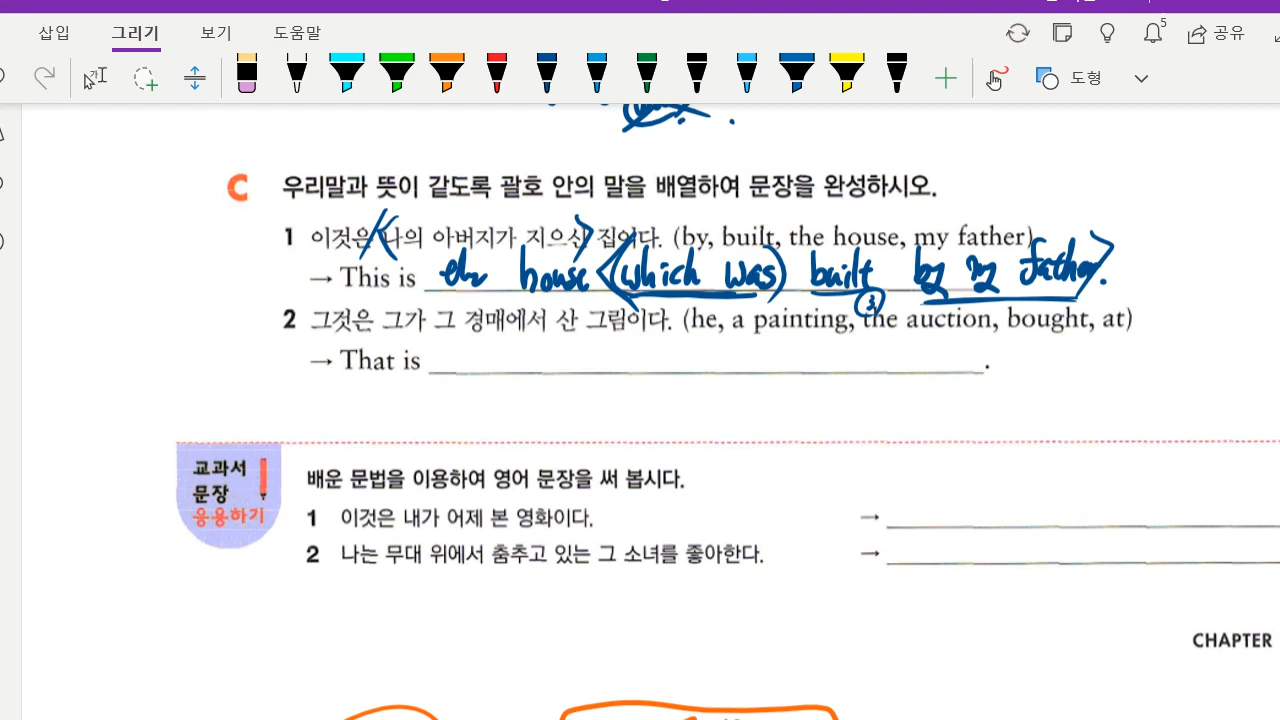 삽입 그리기 보기 도움말 5 공유
도형
C 우리말과 뜻이 같도록 괄호 안의 말을 배열하여 문장을 완성하시오.
1 이것은 나의 아버지가 지으신 집이다. (by, built, the house, my father)
→ This is the house (which was) built by my father.
3
2 그것은 그가 그 경매에서 산 그림이다. (he, a painting, the auction, bought, at)
→ That is .
교과서
문장
응용하기
배운 문법을 이용하여 영어 문장을 써 봅시다.
1 이것은 내가 어제 본 영화이다. →
2 나는 무대 위에서 춤추고 있는 그 소녀를 좋아한다. →
CHAPTER